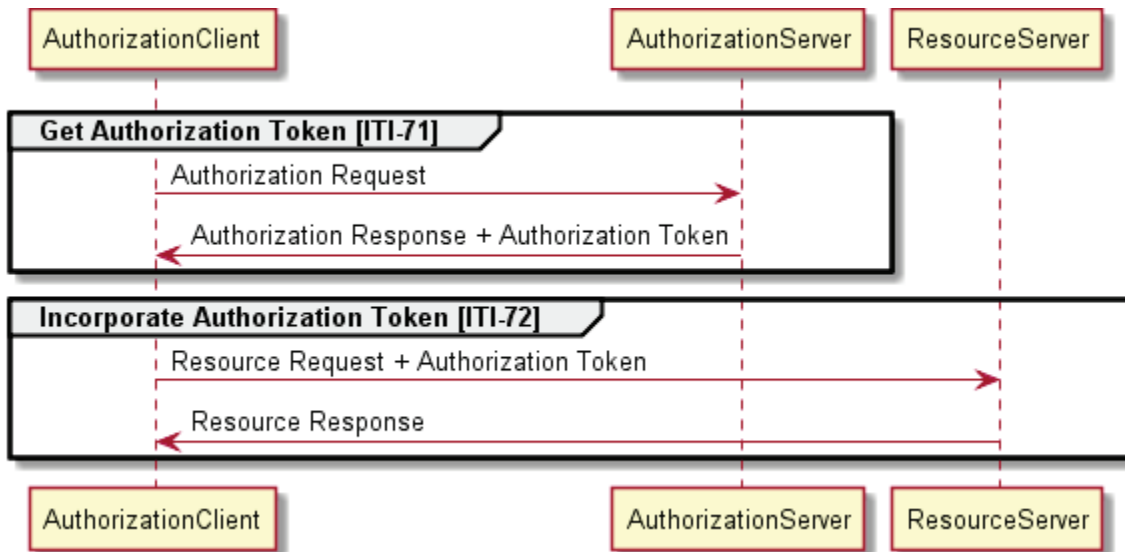 AuthorizationClient
AuthorizationServer
ResourceServer
Get Authorization Token [ITI-71]
Authorization Request
Authorization Response + Authorization Token
Incorporate Authorization Token [ITI-72]
Resource Request + Authorization Token
Resource Response
AuthorizationClient
AuthorizationServer
ResourceServer